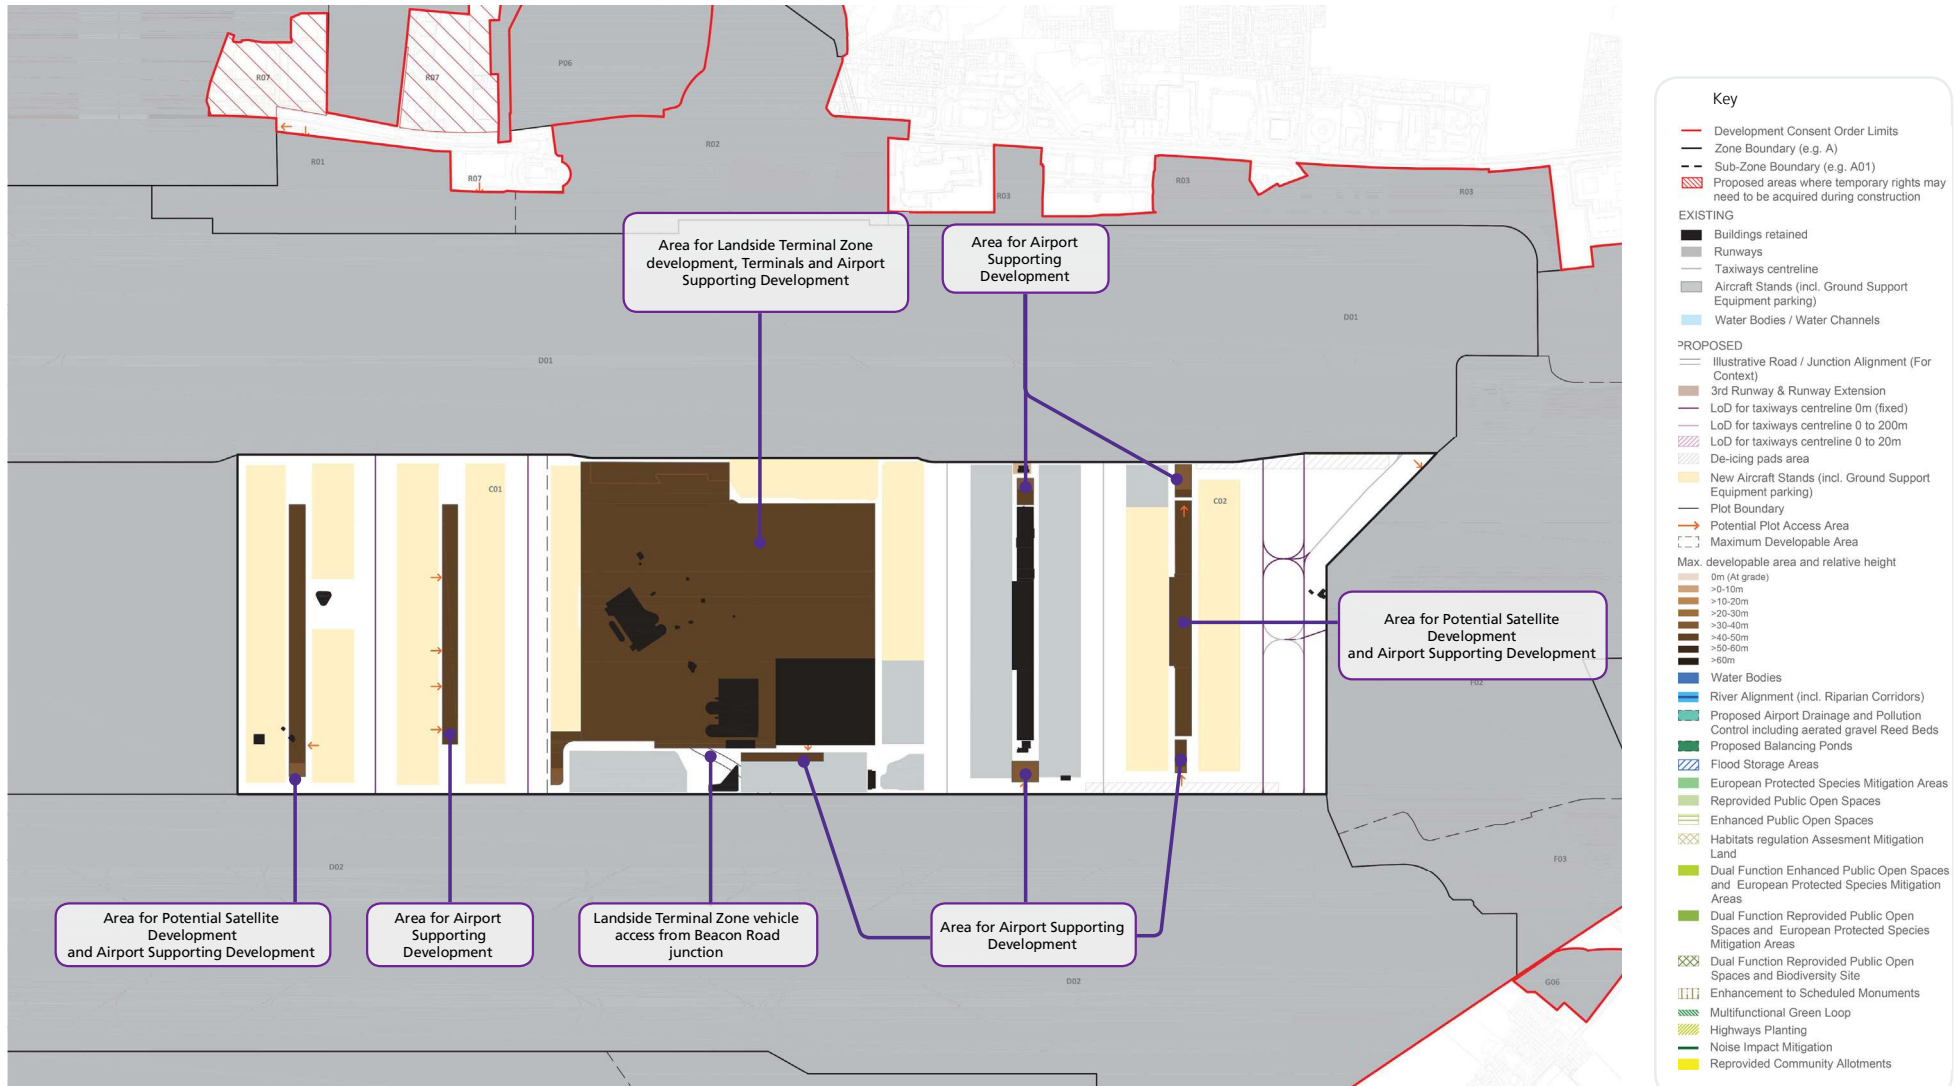 R07
R07
P06
R01
R07
R02
R03
R03
R03
Area for Landside Terminal Zone
development, Terminals and Airport
Supporting Development
Area for Airport
Supporting
Development
D01
D01
C01
C02
Area for Potential Satellite
Development
and Airport Supporting Development
F02
F03
D02
Area for Potential Satellite
Development
and Airport Supporting Development
Area for Airport
Supporting
Development
Landside Terminal Zone vehicle
access from Beacon Road
junction
Area for Airport Supporting
Development
D02
G06
Key
Development Consent Order Limits
Zone Boundary (e.g. A)
Sub-Zone Boundary (e.g. A01)
Proposed areas where temporary rights may
need to be acquired during construction
EXISTING
Buildings retained
Runways
Taxiways centreline
Aircraft Stands (incl. Ground Support
Equipment parking)
Water Bodies / Water Channels
PROPOSED
Illustrative Road / Junction Alignment (For
Context)
3rd Runway & Runway Extension
LoD for taxiways centreline 0m (fixed)
LoD for taxiways centreline 0 to 200m
LoD for taxiways centreline 0 to 20m
De-icing pads area
New Aircraft Stands (incl. Ground Support
Equipment parking)
Plot Boundary
Potential Plot Access Area
Maximum Developable Area
Max. developable area and relative height
0m (At grade)
>0-10m
>10-20m
>20-30m
>30-40m
>40-50m
>50-60m
>60m
Water Bodies
River Alignment (incl. Riparian Corridors)
Proposed Airport Drainage and Pollution
Control including aerated gravel Reed Beds
Proposed Balancing Ponds
Flood Storage Areas
European Protected Species Mitigation Areas
Reprovided Public Open Spaces
Enhanced Public Open Spaces
Habitats regulation Assesment Mitigation
Land
Dual Function Enhanced Public Open Spaces
and European Protected Species Mitigation
Areas
Dual Function Reprovided Public Open
Spaces and European Protected Species
Mitigation Areas
Dual Function Reprovided Public Open
Spaces and Biodiversity Site
Enhancement to Scheduled Monuments
Multifunctional Green Loop
Highways Planting
Noise Impact Mitigation
Reprovided Community Allotments